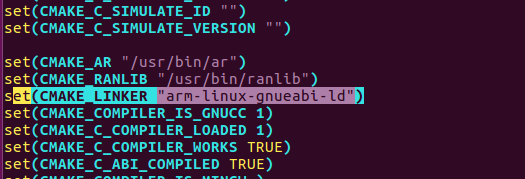 set(CMAKE_C_SIMULATE_ID "")
set(CMAKE_C_SIMULATE_VERSION "")
set(CMAKE_AR "/usr/bin/ar")
set(CMAKE_RANLIB "/usr/bin/ranlib")
set(CMAKE_LINKER "arm-linux-gnueabi-ld")
set(CMAKE_COMPILER_IS_GNUCC 1)
set(CMAKE_C_COMPILER_LOADED 1)
set(CMAKE_C_COMPILER_WORKS TRUE)
set(CMAKE_C_ABI_COMPILED TRUE)
set(CMAKE_COMPILER_IS_MINGW